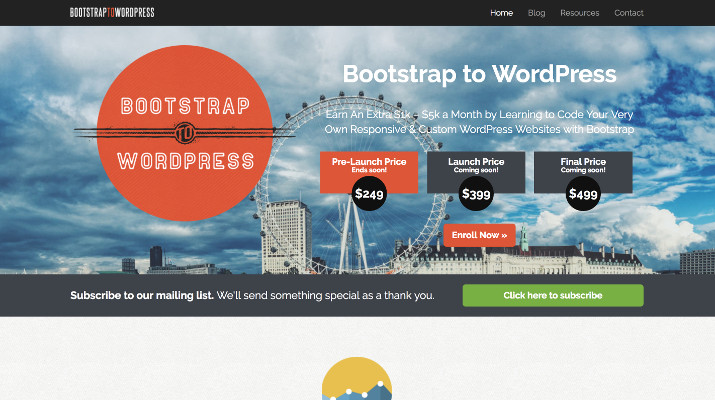 BOOTSTRAPTOWORDPRESS
Home Blog Resources Contact
BOOTSTRAP
TO
WORDPRESS
Bootstrap to WordPress
Earn An Extra $1k - $5k a Month by Learning to Code Your Very
Own Responsive & Custom WordPress Websites with Bootstrap
Pre-Launch Price
Ends soon!
$249
Launch Price
Coming soon!
$399
Final Price
Coming soon!
$499
Enroll Now »
Subscribe to our mailing list. We'll send something special as a thank you.
Click here to subscribe